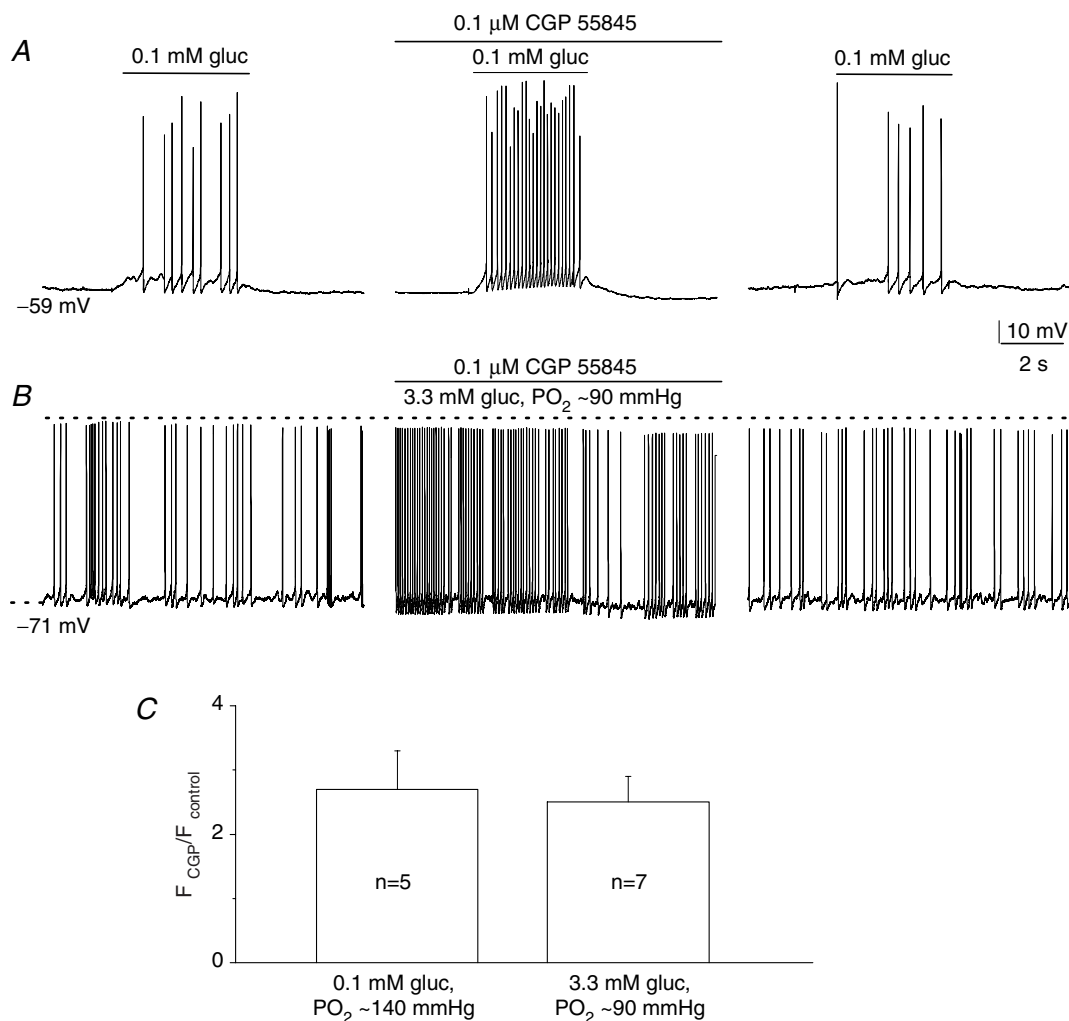 0.1 μM CGP 55845
A
0.1 mM gluc
0.1 mM gluc
0.1 mM gluc
–59 mV
10 mV
2 s
0.1 μM CGP 55845
B
3.3 mM gluc, PO2 ~90 mmHg
–71 mV
C
4
2
0
F CGP/F control
n=5
n=7
0.1 mM gluc,
PO2 ~140 mmHg
3.3 mM gluc,
PO2 ~90 mmHg